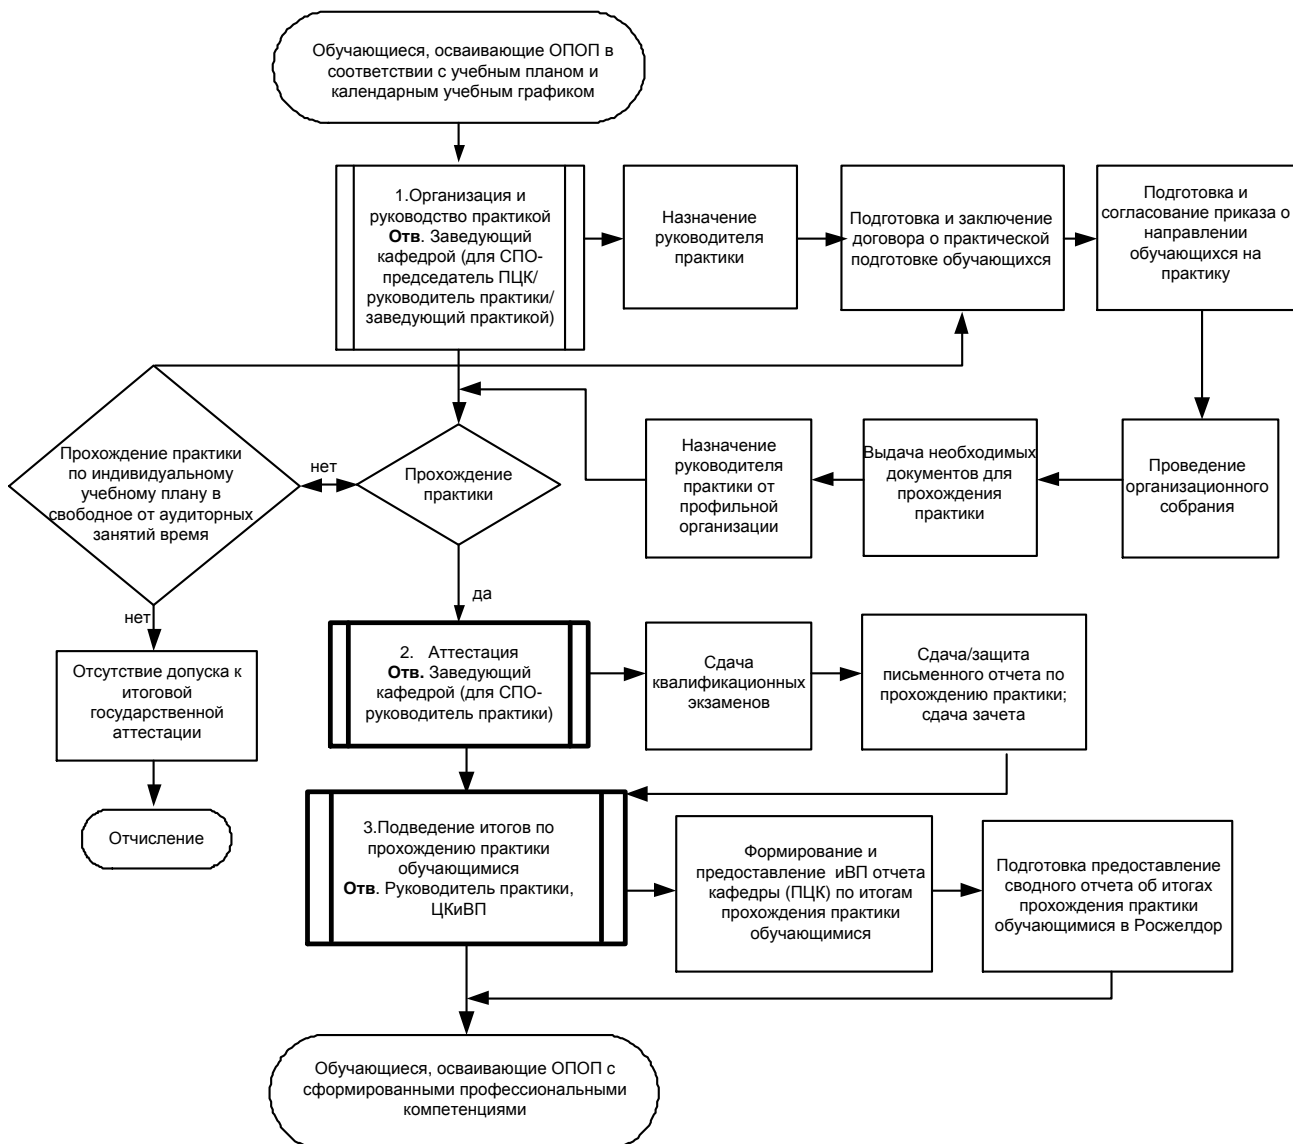 Обучающиеся, осваивающие ОПОП в
соответствии с учебным планом и
календарным учебным графиком
1.Организация и
руководство практикой
Отв. Заведующий
кафедрой (для СПО-
председатель ПЦК/
руководитель практики/
заведующий практикой)
Назначение
руководителя
практики
Подготовка и заключение
договора о практической
подготовке обучающихся
Подготовка и
согласование приказа о
направлении
обучающихся на
практику
Прохождение практики
по индивидуальному
учебному плану в
свободное от аудиторных
занятий время
нет
Прохождение
практики
Назначение
руководителя
практики от
профильной
организации
Выдача необходимых
документов для
прохождения
практики
Проведение
организационного
собрания
да
нет
Отсутствие допуска к
итоговой
государственной
аттестации
Отчисление
2. Аттестация
Отв. Заведующий
кафедрой (для СПО-
руководитель практики)
Сдача
квалификационных
экзаменов
Сдача/защита
письменного отчета по
прохождению практики;
сдача зачета
3.Подведение итогов по
прохождению практики
обучающимися
Отв. Руководитель практики,
ЦКиВП
Формирование и
предоставление иВП отчета
кафедры (ПЦК) по итогам
прохождения практики
обучающимися
Подготовка предоставление
сводного отчета об итогах
прохождения практики
обучающимися в Росжелдор
Обучающиеся, осваивающие ОПОП с
сформированными профессиональными
компетенциями